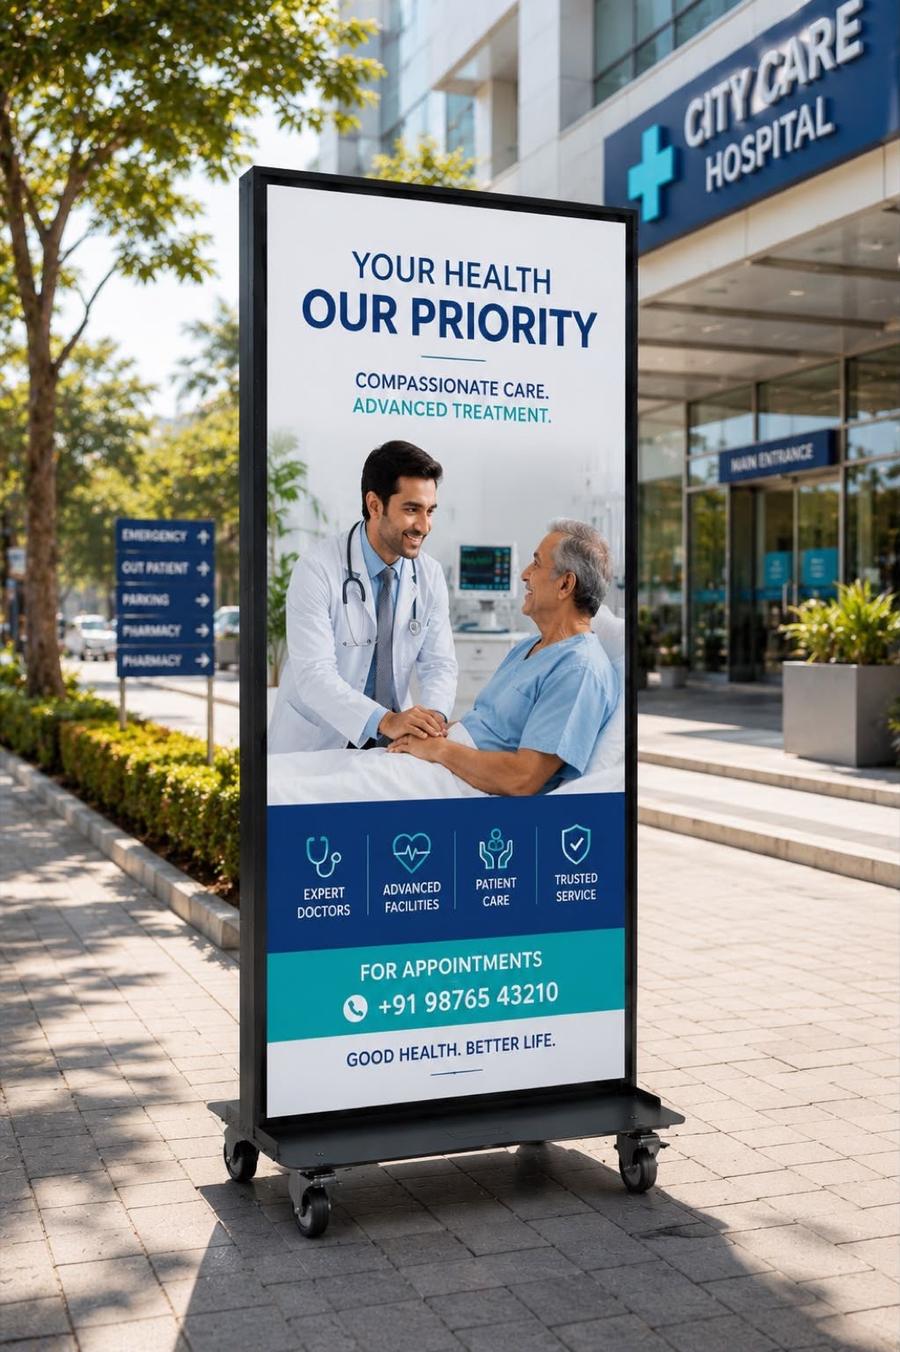 CITY CARE
HOSPITAL
YOUR HEALTH
OUR PRIORITY
COMPASSIONATE CARE.
ADVANCED TREATMENT.
MAIN ENTRANCE
EMERGENCY
OUT PATIENT
PARKING
PHARMACY
PHARMACY
EXPERT
DOCTORS
ADVANCED
FACILITIES
PATIENT
CARE
TRUSTED
SERVICE
FOR APPOINTMENTS
+91 98765 43210
GOOD HEALTH. BETTER LIFE.